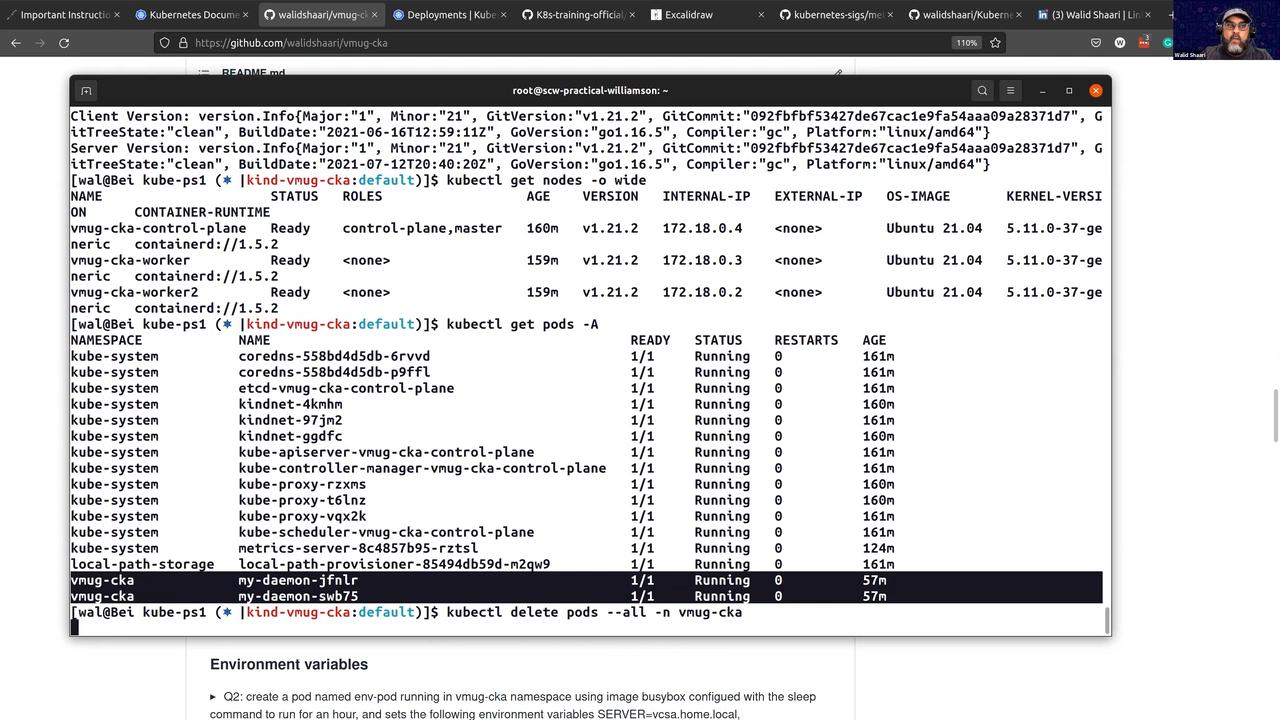 Important Instructio
Kubernetes Docume
walidshaari/vmug-ck
Deployments | Kube
K8s-training-official/
Excalidraw
kubernetes-sigs/me
walidshaari/Kuberne
(3) Walid Shaari | Lin
https://github.com/walidshaari/vmug-cka
110%
Walid Shaari
README.md
root@scw-practical-williamson: ~
Client Version: version.Info{Major:"1", Minor:"21", GitVersion:"v1.21.2", GitCommit:"092fbfbf53427de67cac1e9fa54aaa09a28371d7", G
itTreeState:"clean", BuildDate:"2021-06-16T12:59:11Z", GoVersion:"go1.16.5", Compiler:"gc", Platform:"linux/amd64"}
Server Version: version.Info{Major:"1", Minor:"21", GitVersion:"v1.21.2", GitCommit:"092fbfbf53427de67cac1e9fa54aaa09a28371d7", G
itTreeState:"clean", BuildDate:"2021-07-12T20:40:20Z", GoVersion:"go1.16.5", Compiler:"gc", Platform:"linux/amd64"}
[wal@Bei kube-ps1 (⎈ |kind-vmug-cka:default)]$ kubectl get nodes -o wide
NAME STATUS ROLES AGE VERSION INTERNAL-IP EXTERNAL-IP OS-IMAGE KERNEL-VERSI
ON CONTAINER-RUNTIME
vmug-cka-control-plane Ready control-plane,master 160m v1.21.2 172.18.0.4 <none> Ubuntu 21.04 5.11.0-37-ge
neric containerd://1.5.2
vmug-cka-worker Ready <none> 159m v1.21.2 172.18.0.3 <none> Ubuntu 21.04 5.11.0-37-ge
neric containerd://1.5.2
vmug-cka-worker2 Ready <none> 159m v1.21.2 172.18.0.2 <none> Ubuntu 21.04 5.11.0-37-ge
neric containerd://1.5.2
[wal@Bei kube-ps1 (⎈ |kind-vmug-cka:default)]$ kubectl get pods -A
NAMESPACE NAME READY STATUS RESTARTS AGE
kube-system coredns-558bd4d5db-6rvvd 1/1 Running 0 161m
kube-system coredns-558bd4d5db-p9ffl 1/1 Running 0 161m
kube-system etcd-vmug-cka-control-plane 1/1 Running 0 161m
kube-system kindnet-4kmhm 1/1 Running 0 160m
kube-system kindnet-97jm2 1/1 Running 0 161m
kube-system kindnet-ggdfc 1/1 Running 0 160m
kube-system kube-apiserver-vmug-cka-control-plane 1/1 Running 0 161m
kube-system kube-controller-manager-vmug-cka-control-plane 1/1 Running 0 161m
kube-system kube-proxy-rzxms 1/1 Running 0 160m
kube-system kube-proxy-t6lnz 1/1 Running 0 160m
kube-system kube-proxy-vqx2k 1/1 Running 0 161m
kube-system kube-scheduler-vmug-cka-control-plane 1/1 Running 0 161m
kube-system metrics-server-8c4857b95-rztsl 1/1 Running 0 124m
local-path-storage local-path-provisioner-85494db59d-m2qw9 1/1 Running 0 161m
vmug-cka my-daemon-jfnlr 1/1 Running 0 57m
vmug-cka my-daemon-swb75 1/1 Running 0 57m
[wal@Bei kube-ps1 (⎈ |kind-vmug-cka:default)]$ kubectl delete pods --all -n vmug-cka
Environment variables
Q2: create a pod named env-pod running in vmug-cka namespace using image busybox configued with the sleep
command to run for an hour, and sets the following environment variables SERVER=vcsa.home.local,